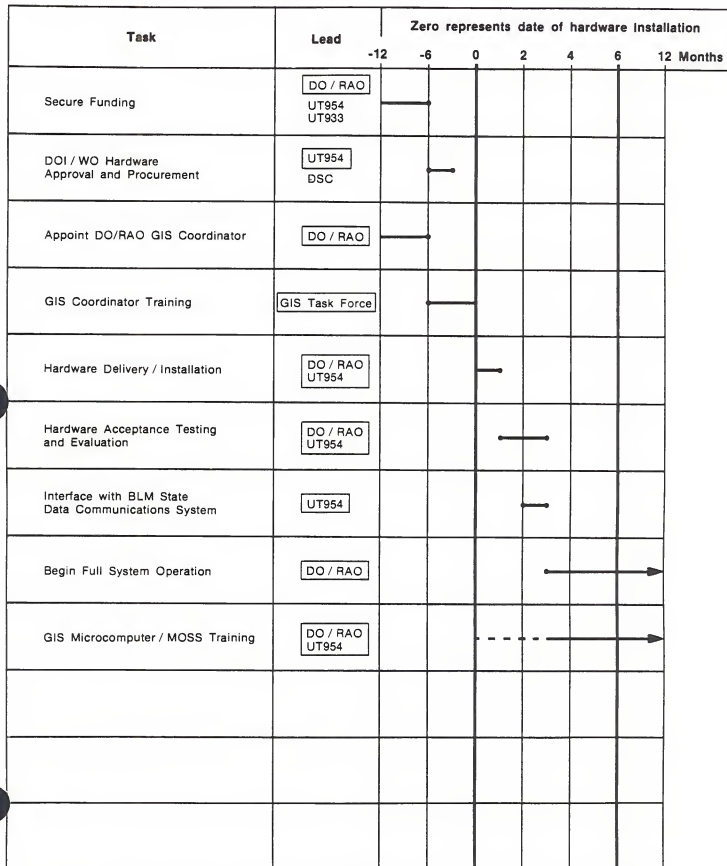 Task
Lead
Zero represents date of hardware installation
-12 -6 0 2 4 6 12 Months
Secure Funding
DO / RAO
UT954
UT933
DOI / WO Hardware
Approval and Procurement
UT954
DSC
Appoint DO/RAO GIS Coordinator
DO / RAO
GIS Coordinator Training
GIS Task Force
Hardware Delivery / Installation
DO / RAO
UT954
Hardware Acceptance Testing
and Evaluation
DO / RAO
UT954
Interface with BLM State
Data Communications System
UT954
Begin Full System Operation
DO / RAO
GIS Microcomputer / MOSS Training
DO / RAO
UT954